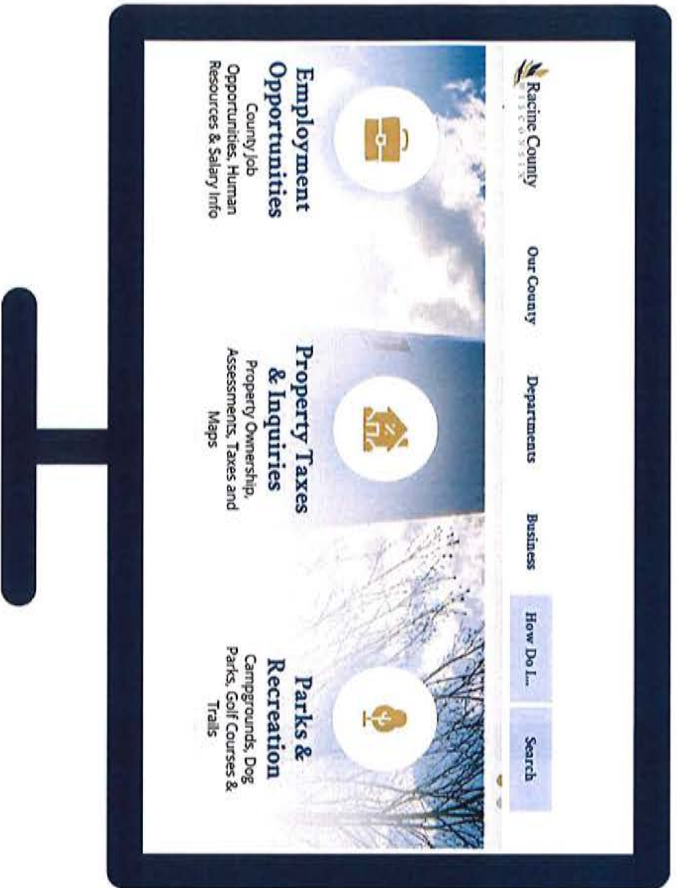 Racine County
WISCONSIN
Our County
Departments
Business
How Do I...
Search
Employment
Opportunities
County Job
Opportunities, Human
Resources & Salary Info
Property Taxes
& Inquiries
Property Ownership,
Assessments, Taxes and
Maps
Parks &
Recreation
Campgrounds, Dog
Parks, Golf Courses &
Trails